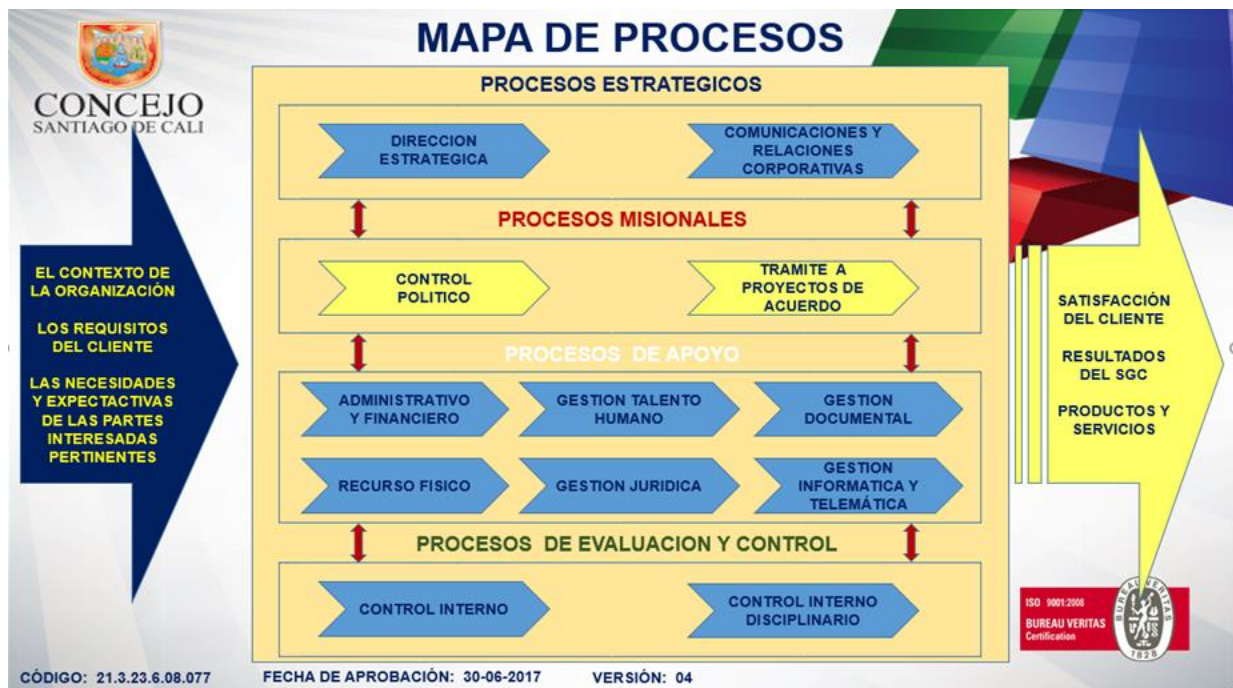 MAPA DE PROCESOS
CONCEJO
SANTIAGO DE CALI
PROCESOS ESTRATEGICOS
DIRECCION
ESTRATEGICA
COMUNICACIONES Y
RELACIONES
CORPORATIVAS
PROCESOS MISIONALES
CONTROL
POLITICO
TRAMITE A
PROYECTOS DE
ACUERDO
PROCESOS DE APOYO
ADMINISTRATIVO
Y FINANCIERO
GESTION TALENTO
HUMANO
GESTION
DOCUMENTAL
RECURSO FISICO
GESTION JURIDICA
GESTION
INFORMATICA Y
TELEMÁTICA
PROCESOS DE EVALUACION Y CONTROL
CONTROL INTERNO
CONTROL INTERNO
DISCIPLINARIO
EL CONTEXTO DE
LA ORGANIZACIÓN
LOS REQUISITOS
DEL CLIENTE
LAS NECESIDADES
Y EXPECTACTIVAS
DE LAS PARTES
INTERESADAS
PERTINENTES
SATISFACCIÓN
DEL CLIENTE
RESULTADOS
DEL SGC
PRODUCTOS Y
SERVICIOS
ISO 9001:2008
BUREAU VERITAS
Certification
BUREAU VERITAS
1828
CÓDIGO: 21.3.23.6.08.077
FECHA DE APROBACIÓN: 30-06-2017
VERSIÓN: 04